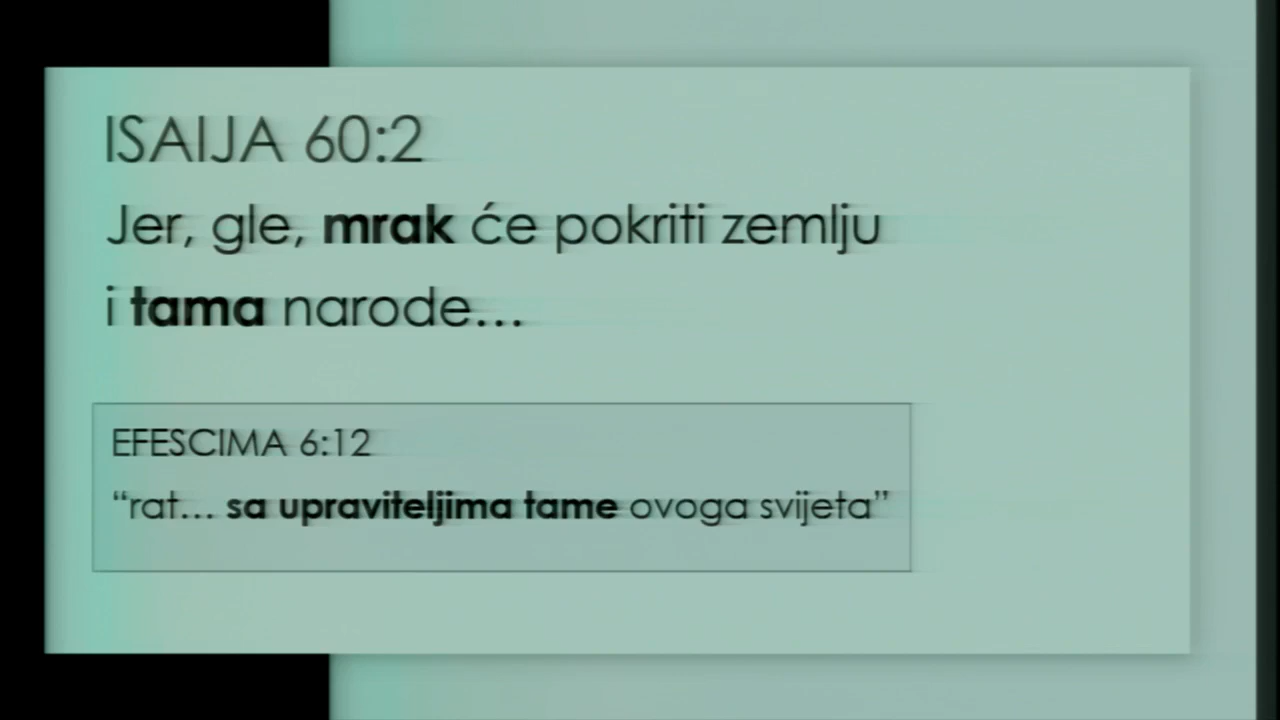 ISAIJA 60:2
Jer, gle, mrak će pokriti zemlju
i tama narode...
EFESCIMA 6:12
“rat... sa upraviteljima tame ovoga svijeta”